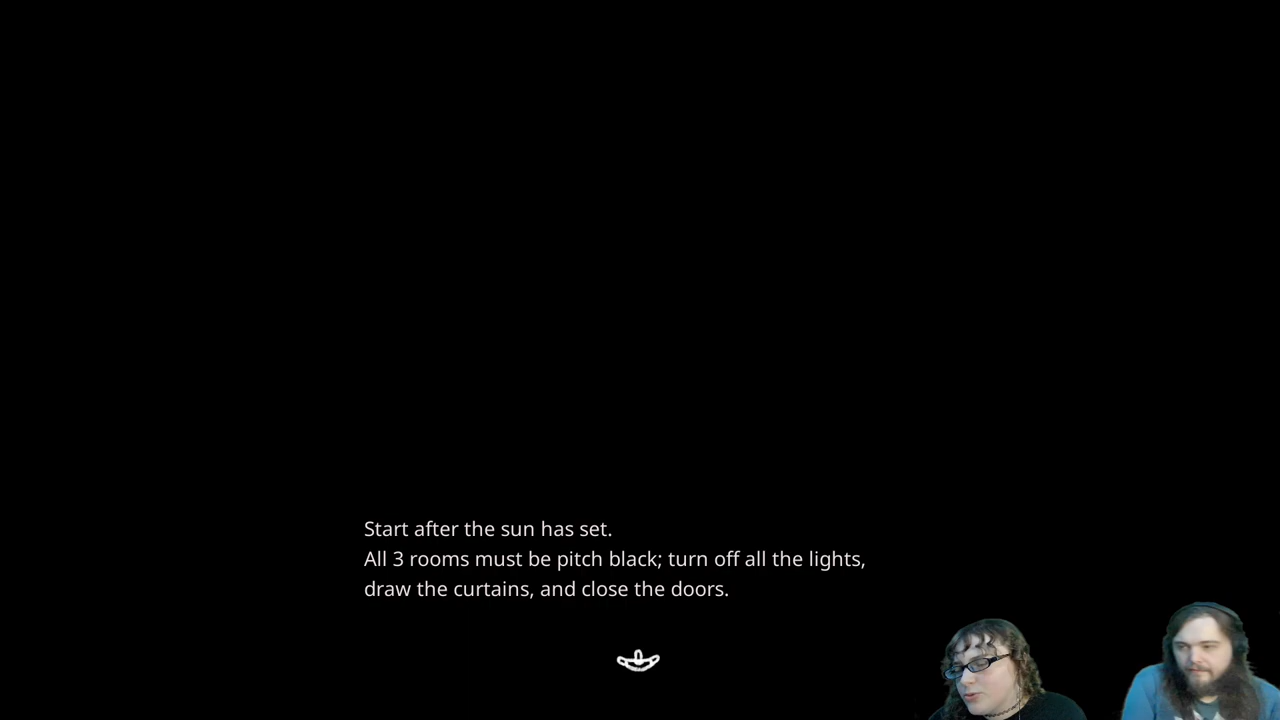 Start after the sun has set.
All 3 rooms must be pitch black; turn off all the lights,
draw the curtains, and close the doors.